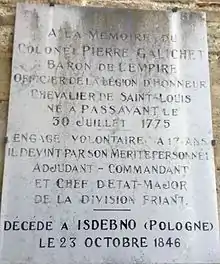 A LA MÉMOIRE DU
COLONEL PIERRE GALICHET
BARON DE L'EMPIRE
OFFICIER DE LA LÉGION D'HONNEUR
CHEVALIER DE SAINT-LOUIS
NÉ A PASSAVANT LE
30 JUILLET 1775
ENGAGÉ VOLONTAIRE A 17 ANS
IL DEVINT PAR SON MÉRITE PERSONNEL
ADJUDANT-COMMANDANT
ET CHEF D'ÉTAT-MAJOR
DE LA DIVISION FRIANT.
DÉCÉDÉ A ISDEBNO (POLOGNE)
LE 23 OCTOBRE 1846